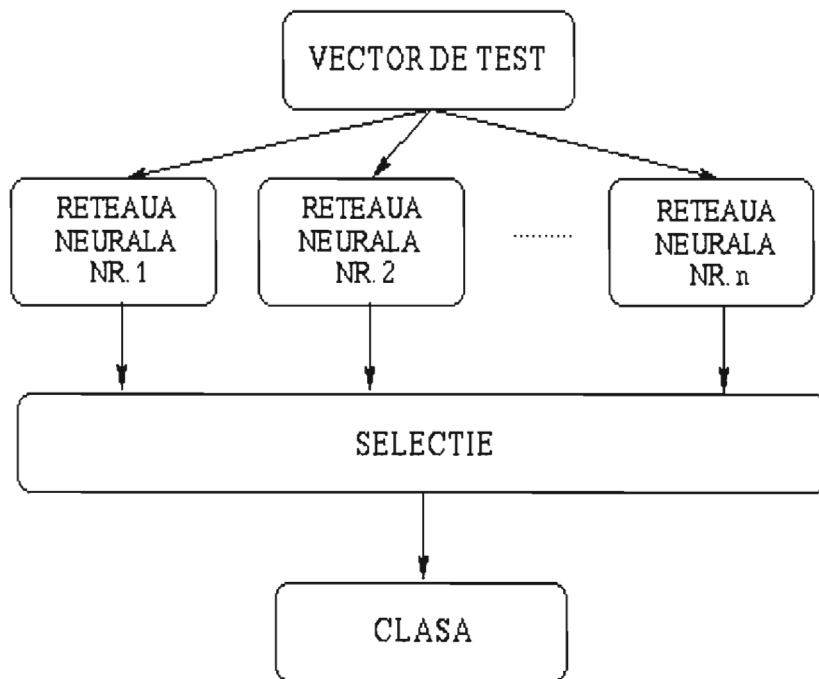 VECTOR DE TEST
RETEAUA
NEURALA
NR. 1
RETEAUA
NEURALA
NR. 2
..........
RETEAUA
NEURALA
NR. n
SELECTIE
CLASA